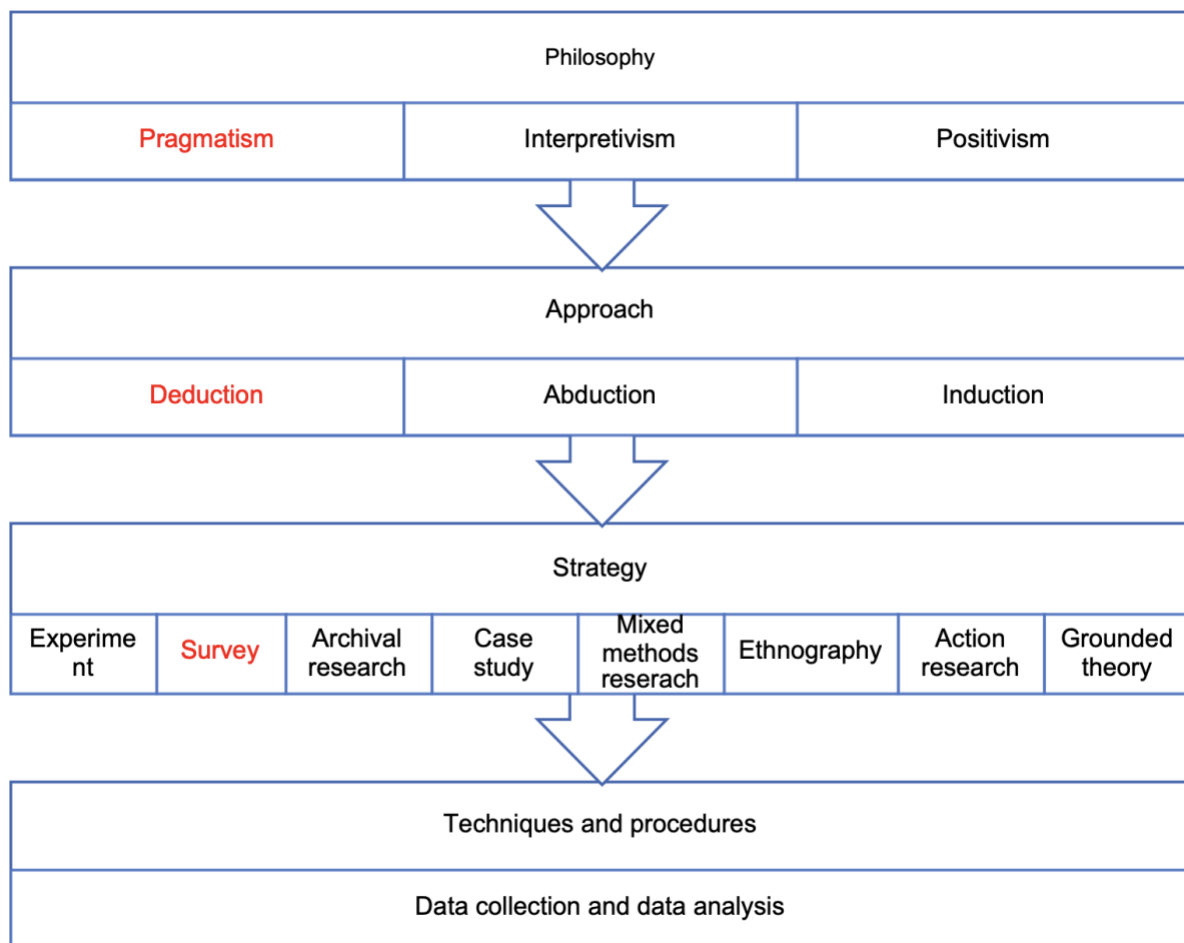 Philosophy
Pragmatism Interpretivism Positivism
Approach
Deduction Abduction Induction
Strategy
Experime
nt
Survey
Archival
research
Case
study
Mixed
methods
reserach
Ethnography
Action
research
Grounded
theory
Techniques and procedures
Data collection and data analysis